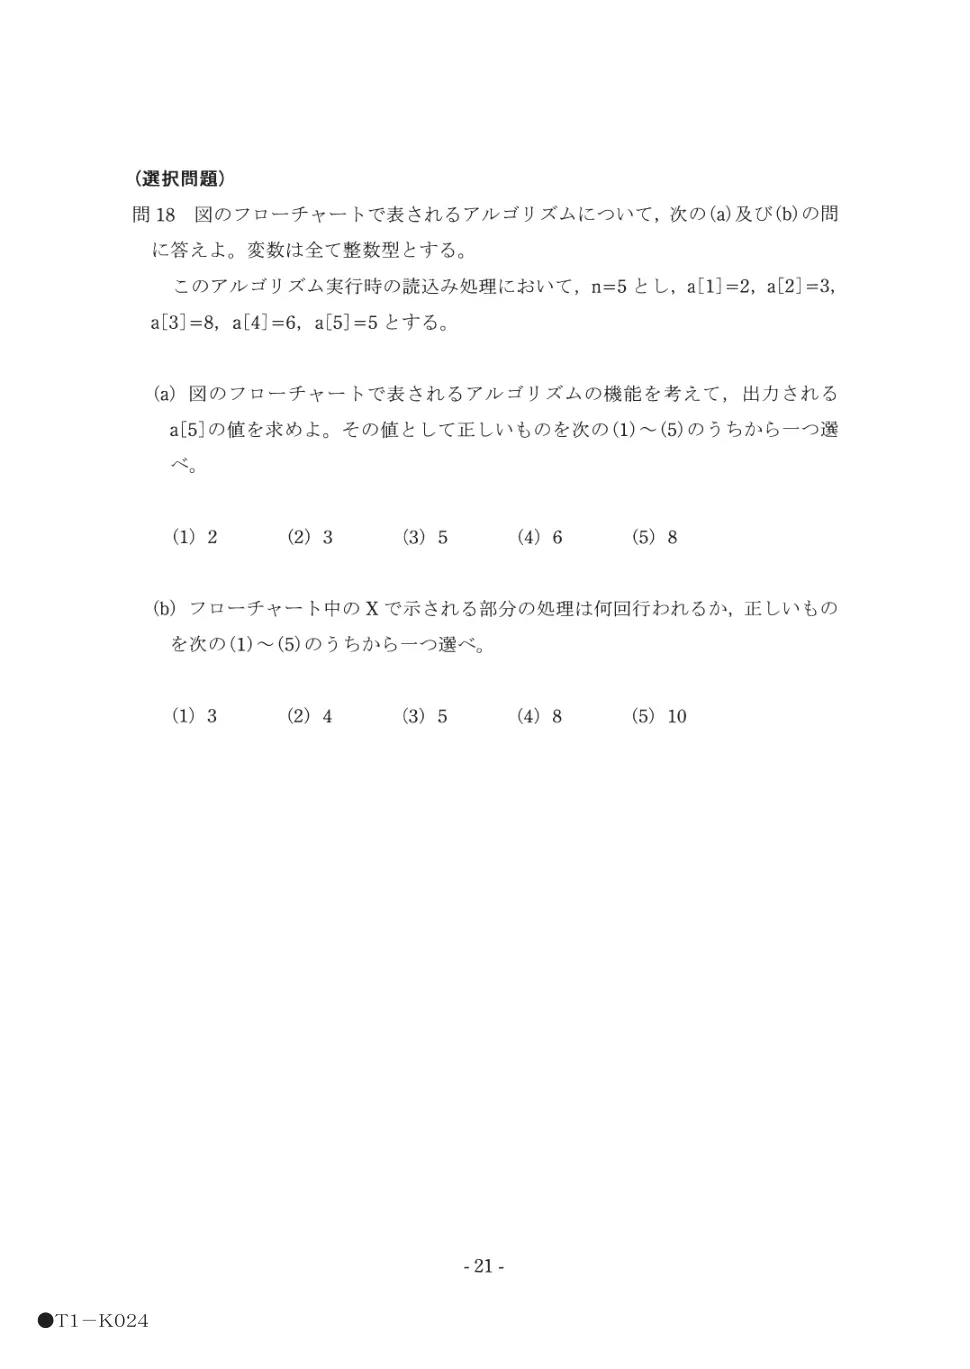 （選択問題）
問 18　図のフローチャートで表されるアルゴリズムについて，次の(a)及び(b)の問
に答えよ。変数は全て整数型とする。
このアルゴリズム実行時の読込み処理において，n=5 とし，a[1]=2，a[2]=3，
a[3]=8，a[4]=6，a[5]=5 とする。
(a) 図のフローチャートで表されるアルゴリズムの機能を考えて，出力される
a[5]の値を求めよ。その値として正しいものを次の(1)～(5)のうちから一つ選
べ。
(1) 2　(2) 3　(3) 5　(4) 6　(5) 8
(b) フローチャート中の X で示される部分の処理は何回行われるか，正しいもの
を次の(1)～(5)のうちから一つ選べ。
(1) 3　(2) 4　(3) 5　(4) 8　(5) 10
- 21 -
●T1－K024